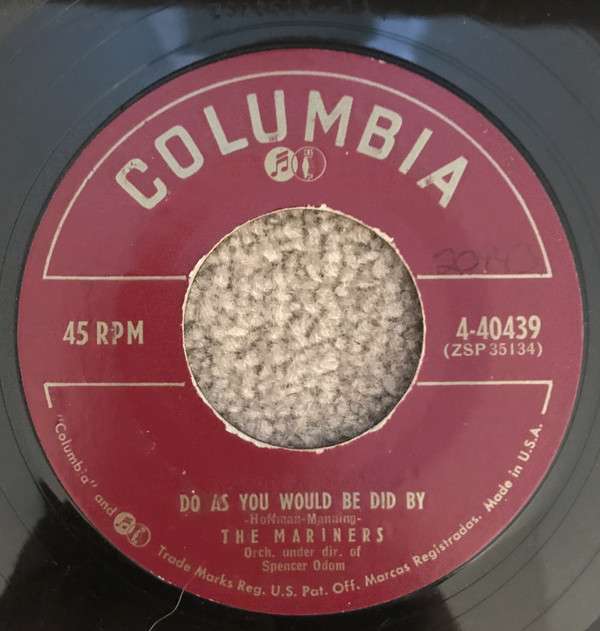 COLUMBIA
45 RPM
4-40439
(ZSP 35134)
DO AS YOU WOULD BE DID BY
-Hoffman-Manning-
THE MARINERS
Orch. under dir. of
Spencer Odom
"Columbia" and Trade Marks Reg. U.S. Pat. Off. Marcas Registradas. Made in U.S.A.